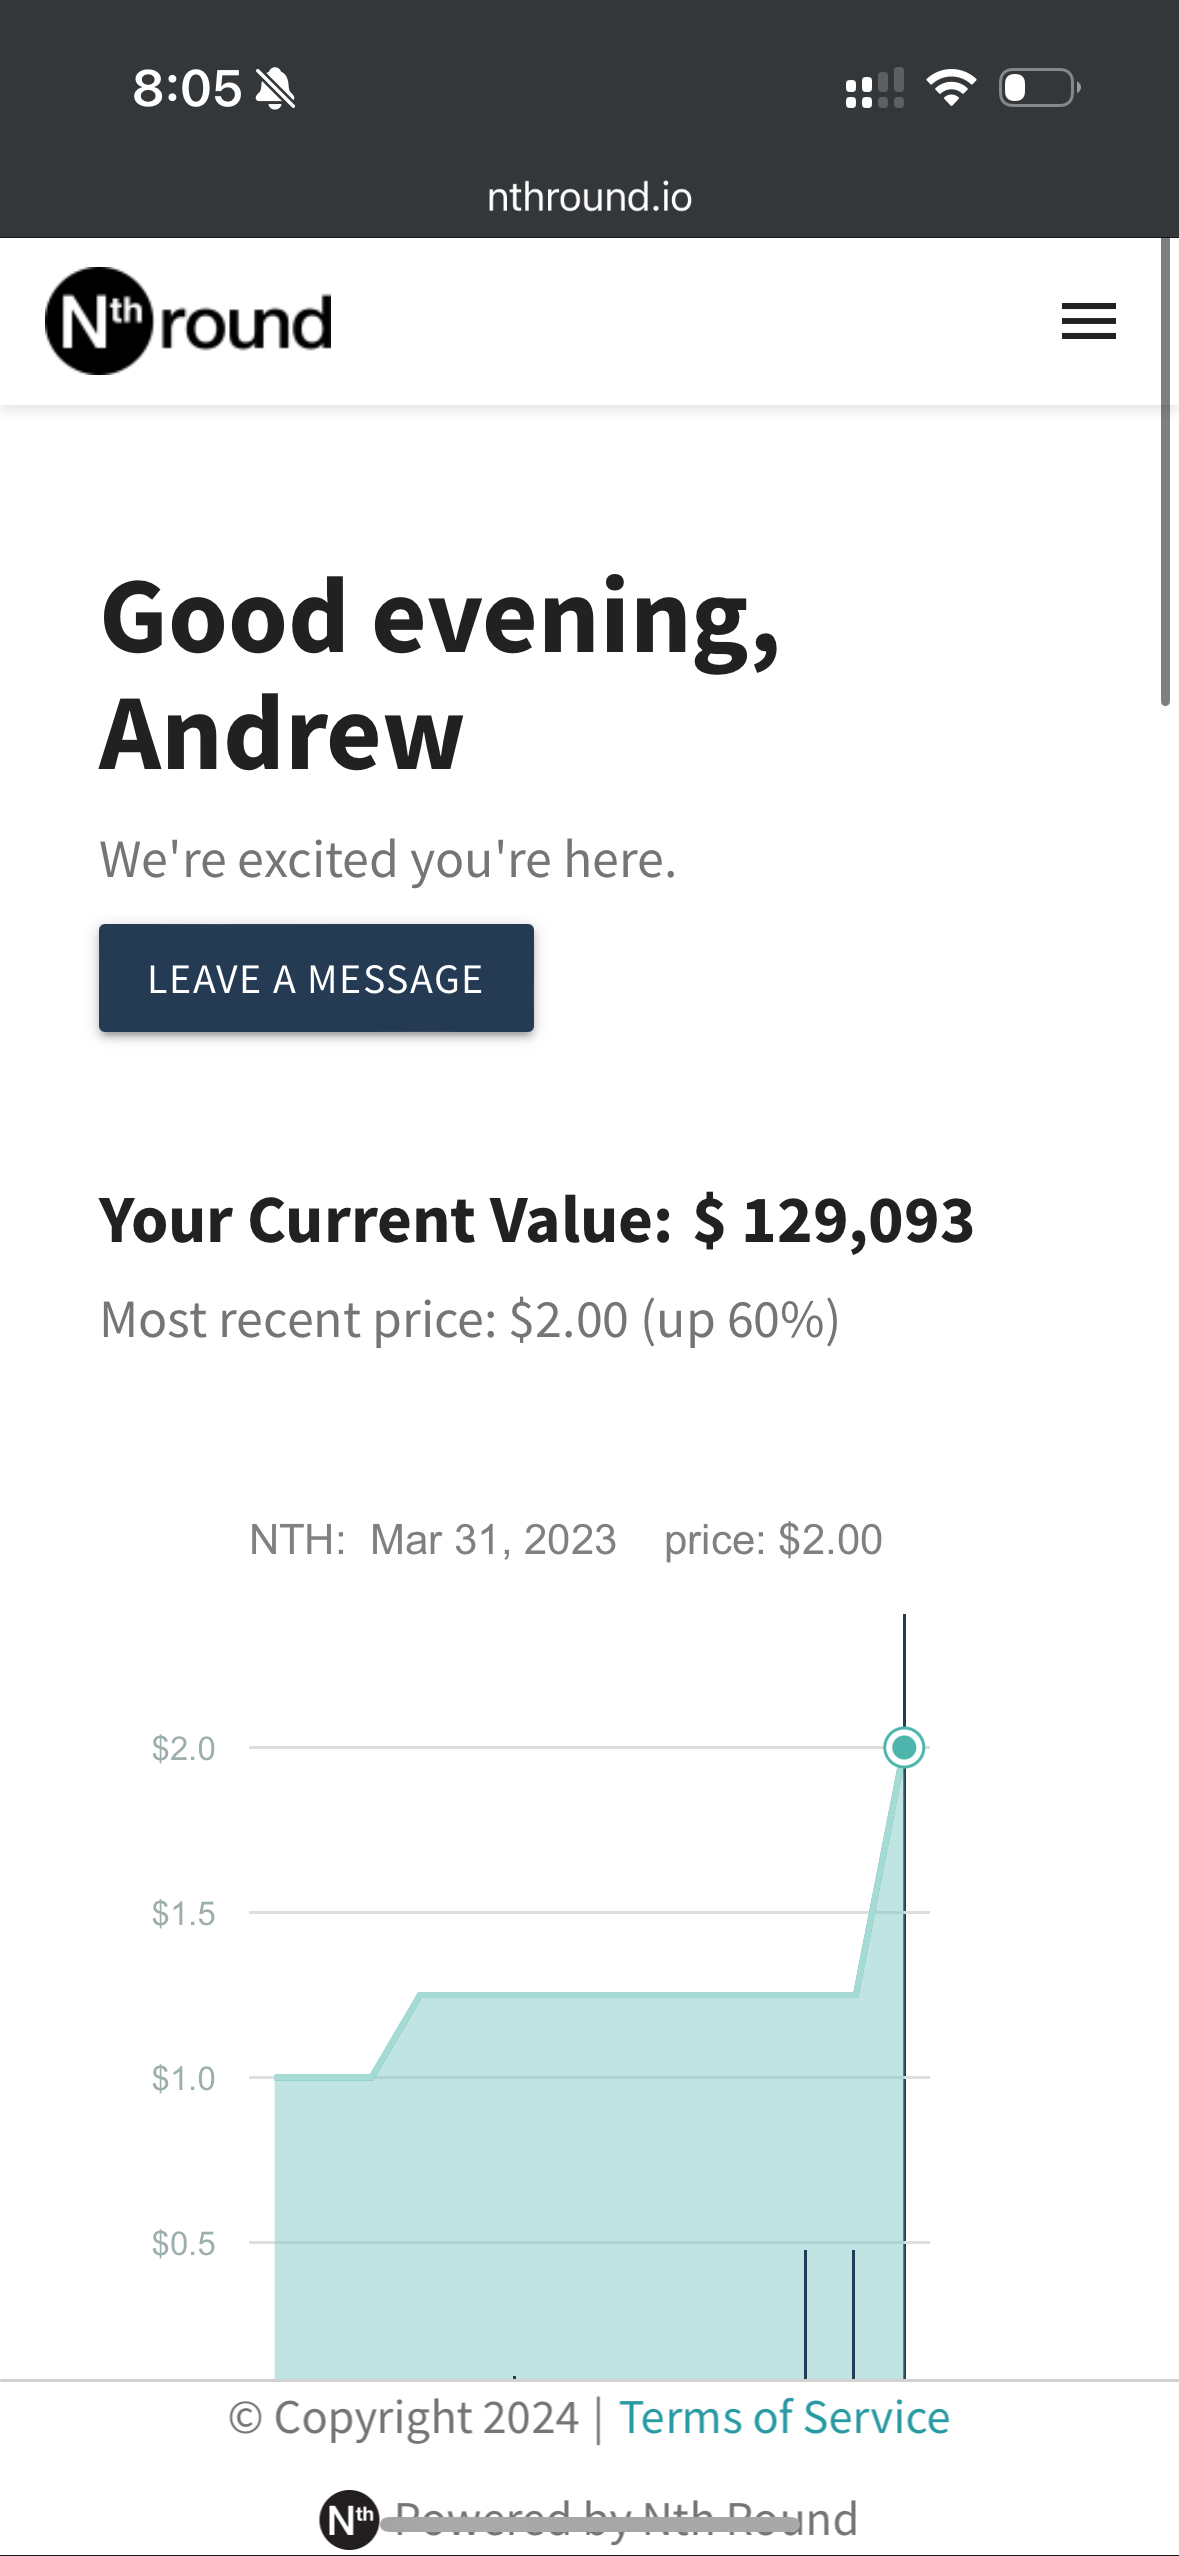 8:05
nthround.io
Nth round
Good evening,
Andrew
We're excited you're here.
LEAVE A MESSAGE
Your Current Value: $ 129,093
Most recent price: $2.00 (up 60%)
NTH: Mar 31, 2023 price: $2.00
$2.0
$1.5
$1.0
$0.5
© Copyright 2024 | Terms of Service
Nth Powered by Nth Round